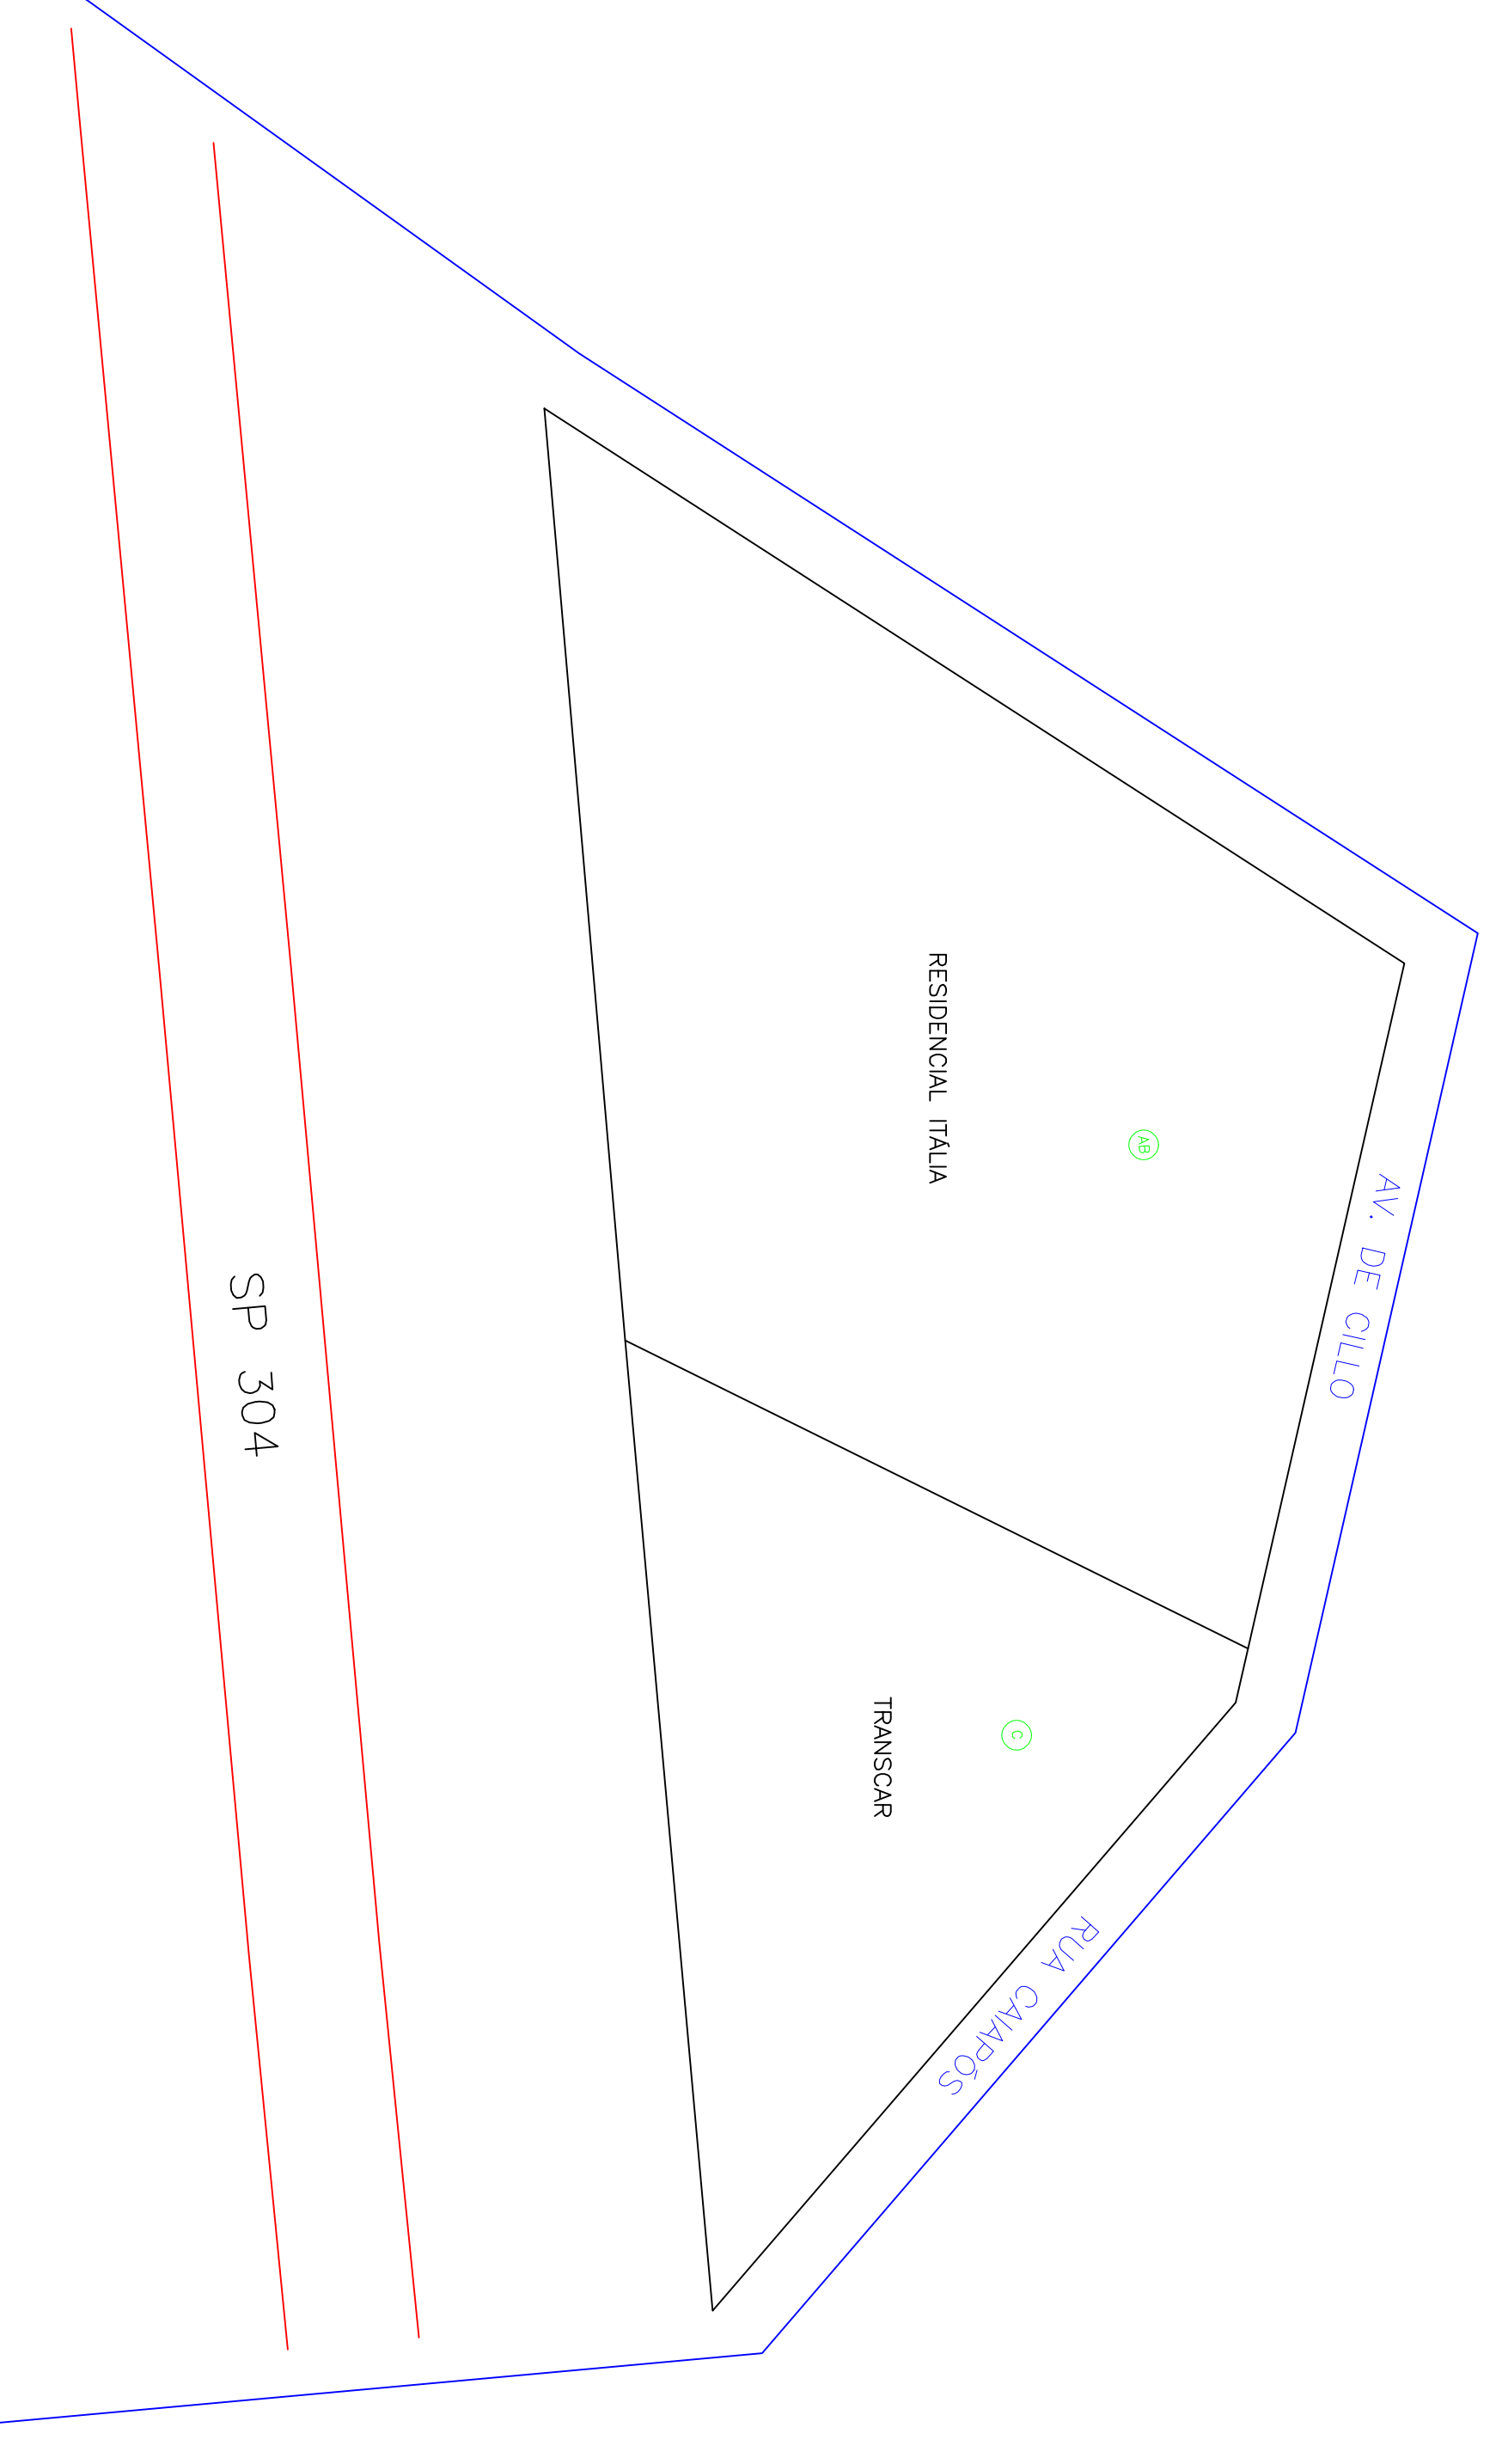 AV. DE CILLO
AB
RESIDENCIAL ITÁLIA
SP 304
C
TRANSCAR
RUA CAIAPÓS